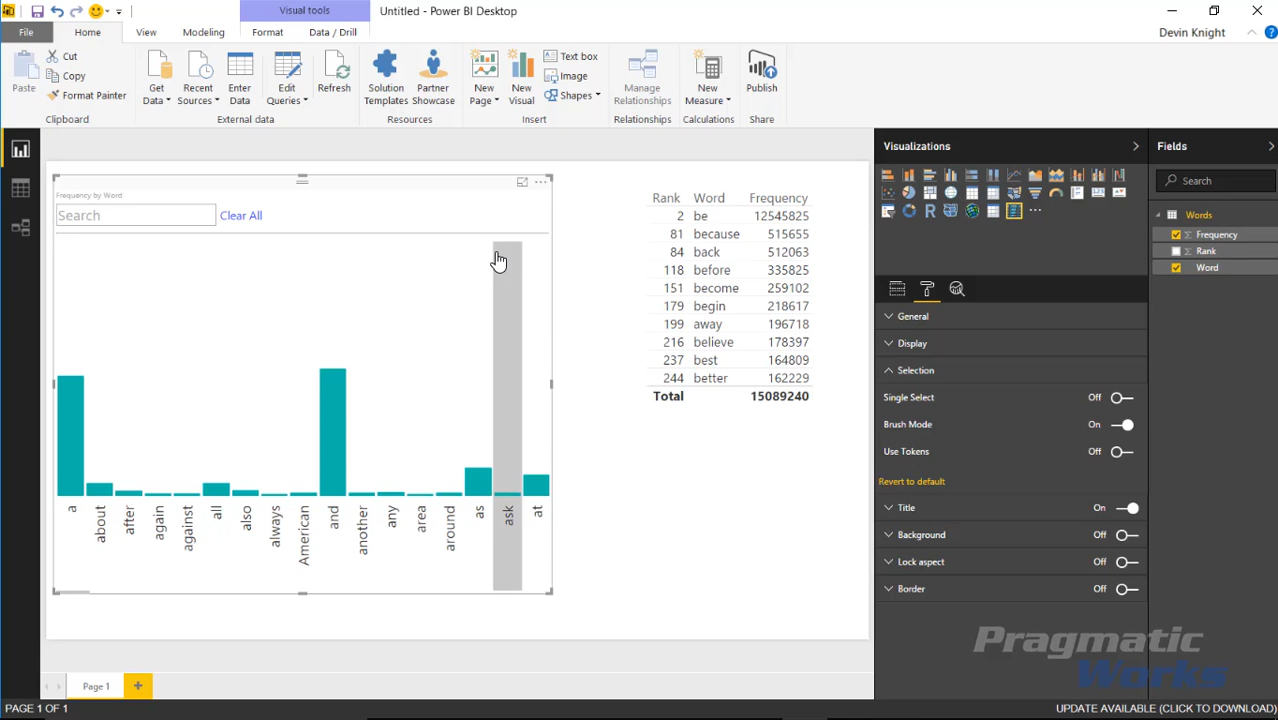 Visual tools
Untitled - Power BI Desktop
File
Home
View
Modeling
Format
Data / Drill
Devin Knight
Paste
Cut
Copy
Format Painter
Clipboard
Get Data
Recent Sources
Enter Data
Edit Queries
Refresh
External data
Solution Templates
Partner Showcase
Resources
New Page
New Visual
Text box
Image
Shapes
Insert
Manage Relationships
Relationships
New Measure
Calculations
Publish
Share
Frequency by Word
Search
Clear All
a
about
after
again
against
all
also
always
American
and
another
any
area
around
as
ask
at
Rank Word Frequency
2 be 12545825
81 because 515655
84 back 512063
118 before 335825
151 become 259102
179 begin 218617
199 away 196718
216 believe 178397
237 best 164809
244 better 162229
Total 15089240
Visualizations
R
General
Display
Selection
Single Select Off
Brush Mode On
Use Tokens Off
Revert to default
Title On
Background Off
Lock aspect Off
Border Off
Fields
Search
Words
Σ Frequency
Σ Rank
Word
Pragmatic
Works
Page 1
PAGE 1 OF 1
UPDATE AVAILABLE (CLICK TO DOWNLOAD)